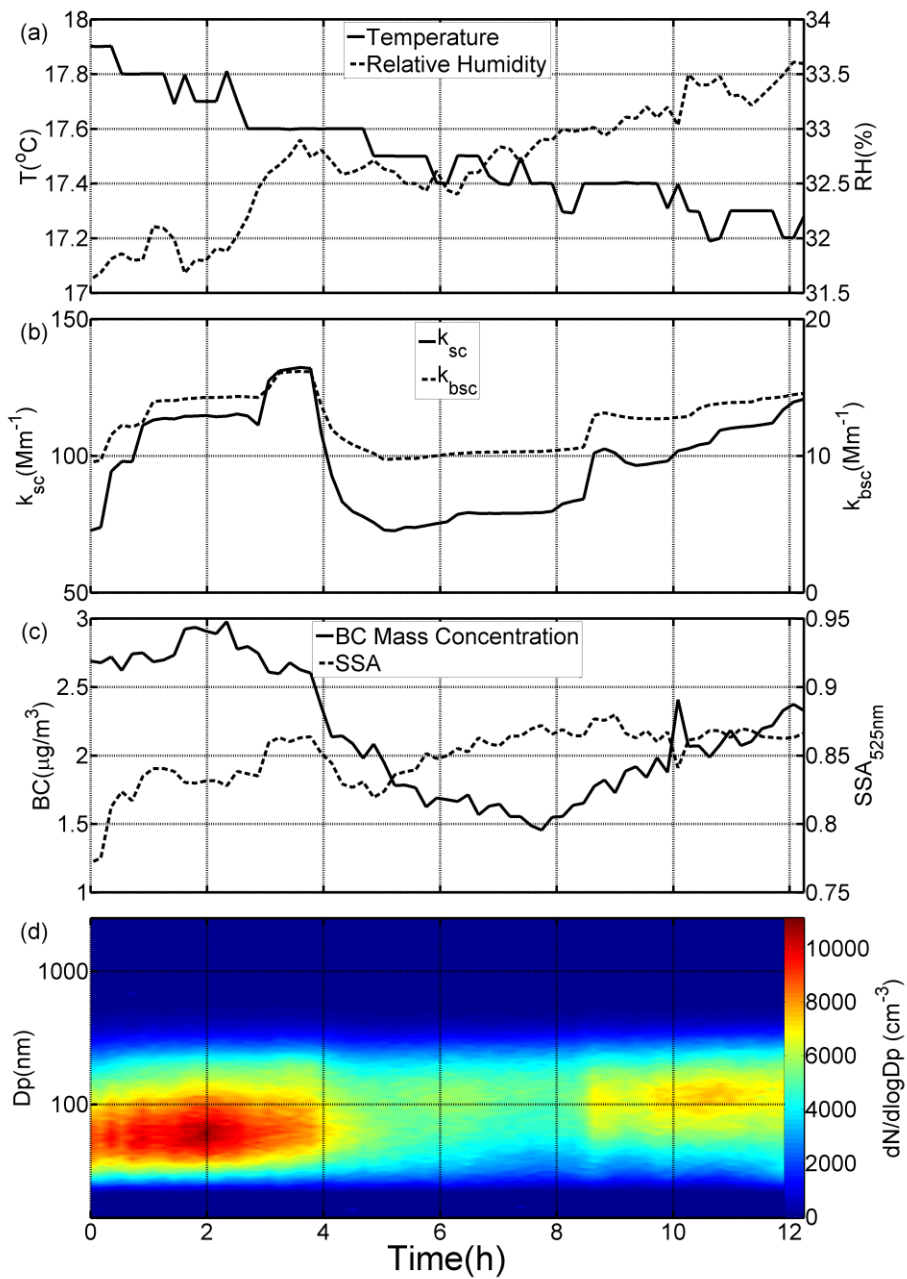 (a)
18
17.8
17.6
17.4
17.2
17
T(°C)
Temperature
Relative Humidity
34
33.5
33
32.5
32
31.5
RH(%)
(b)
150
100
50
k_sc(Mm⁻¹)
k_sc
k_bsc
20
10
0
k_bsc(Mm⁻¹)
(c)
3
2.5
2
1.5
1
BC(µg/m³)
BC Mass Concentration
SSA
0.95
0.9
0.85
0.8
0.75
SSA_525nm
(d)
1000
100
Dp(nm)
10000
8000
6000
4000
2000
0
dN/dlogDp (cm⁻³)
0 2 4 6 8 10 12
Time(h)